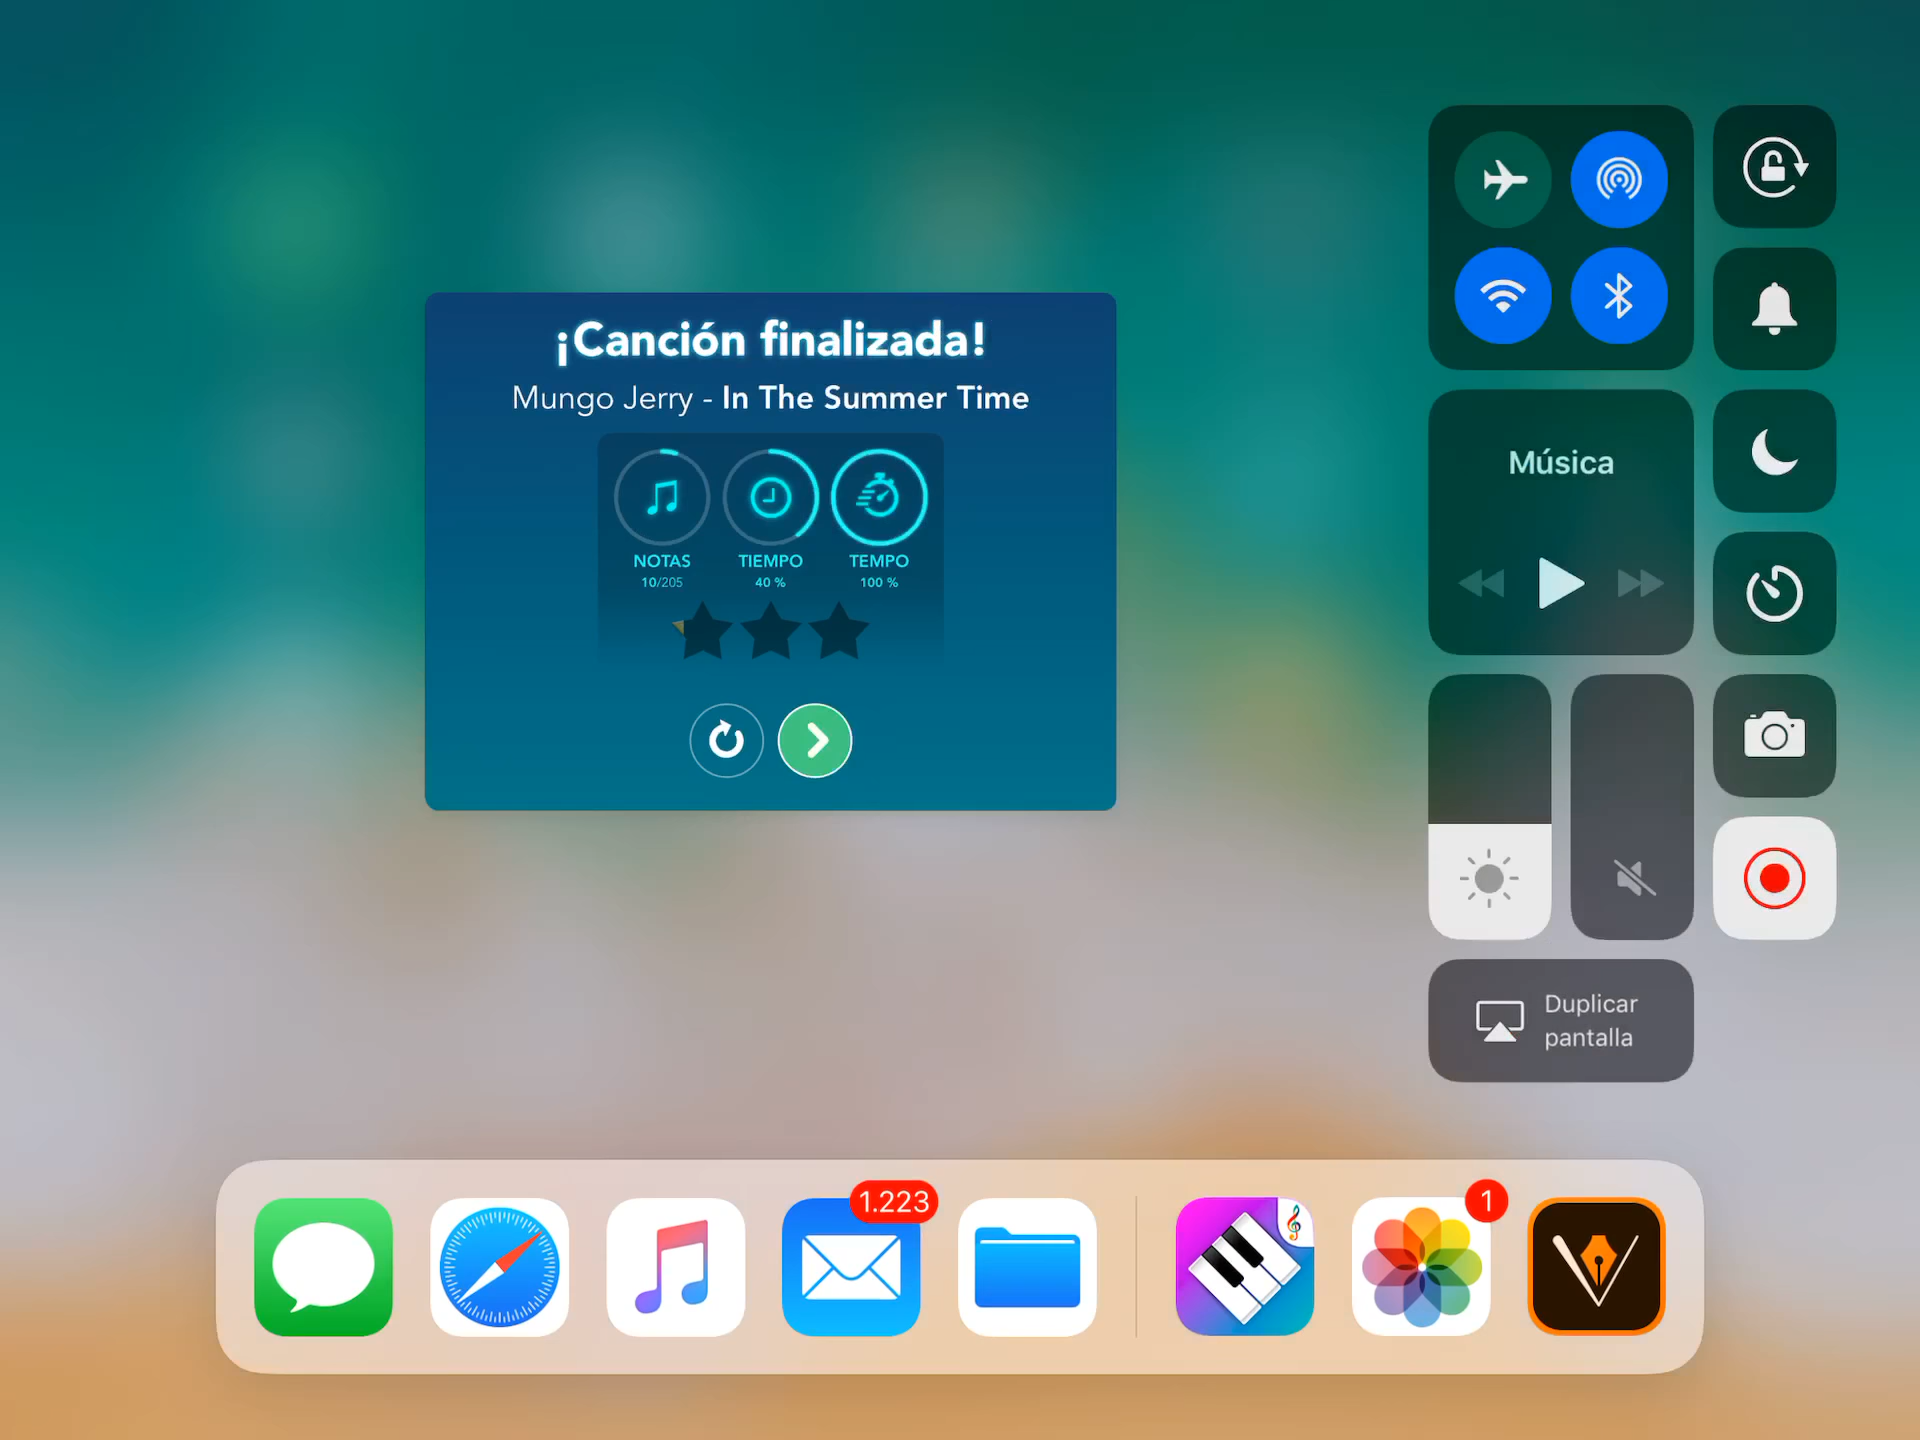 ¡Canción finalizada!
Mungo Jerry - In The Summer Time
NOTAS
10/205
TIEMPO
40 %
TEMPO
100 %
Música
Duplicar
pantalla
1.223
1